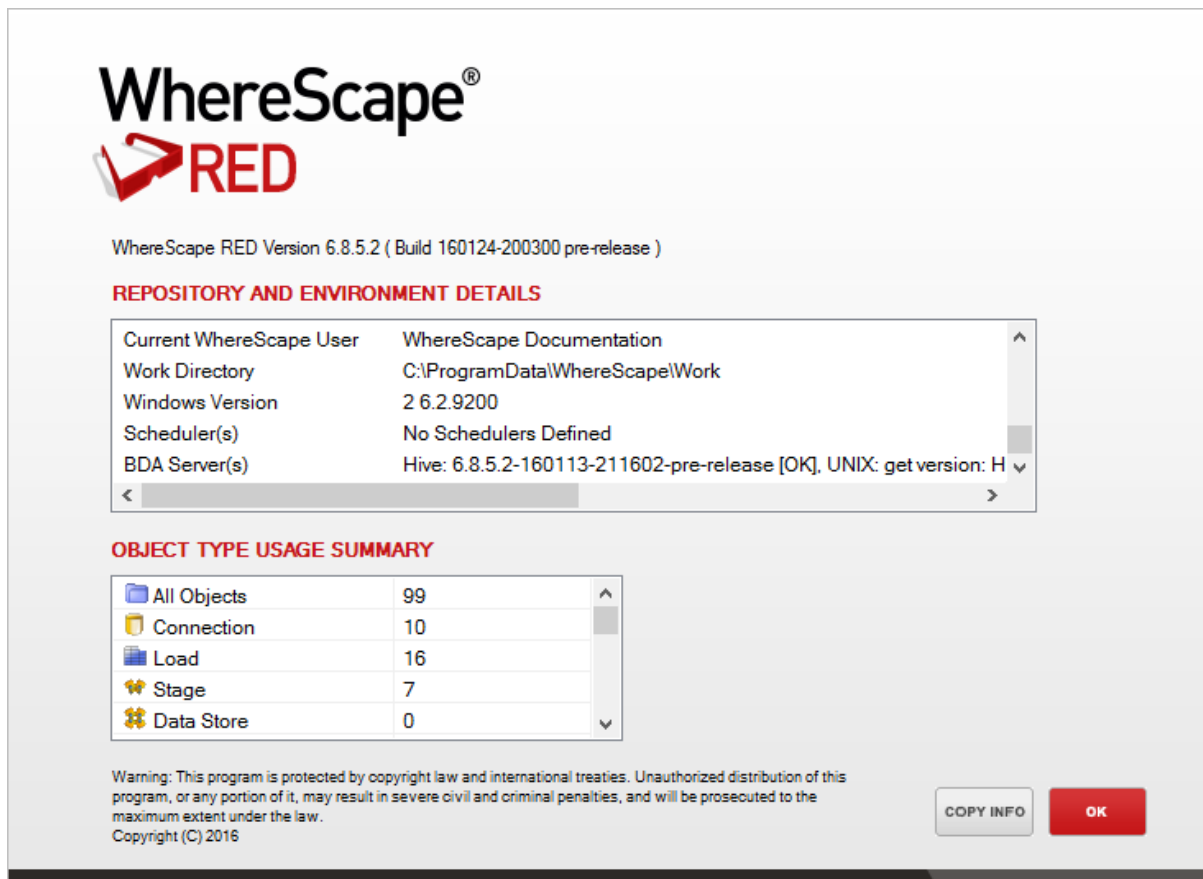 WhereScape®
RED
WhereScape RED Version 6.8.5.2 ( Build 160124-200300 pre-release )
REPOSITORY AND ENVIRONMENT DETAILS
Current WhereScape User WhereScape Documentation
Work Directory C:\ProgramData\WhereScape\Work
Windows Version 2 6.2.9200
Scheduler(s) No Schedulers Defined
BDA Server(s) Hive: 6.8.5.2-160113-211602-pre-release [OK], UNIX: get version: H
OBJECT TYPE USAGE SUMMARY
All Objects 99
Connection 10
Load 16
Stage 7
Data Store 0
Warning: This program is protected by copyright law and international treaties. Unauthorized distribution of this
program, or any portion of it, may result in severe civil and criminal penalties, and will be prosecuted to the
maximum extent under the law.
Copyright (C) 2016
COPY INFO OK